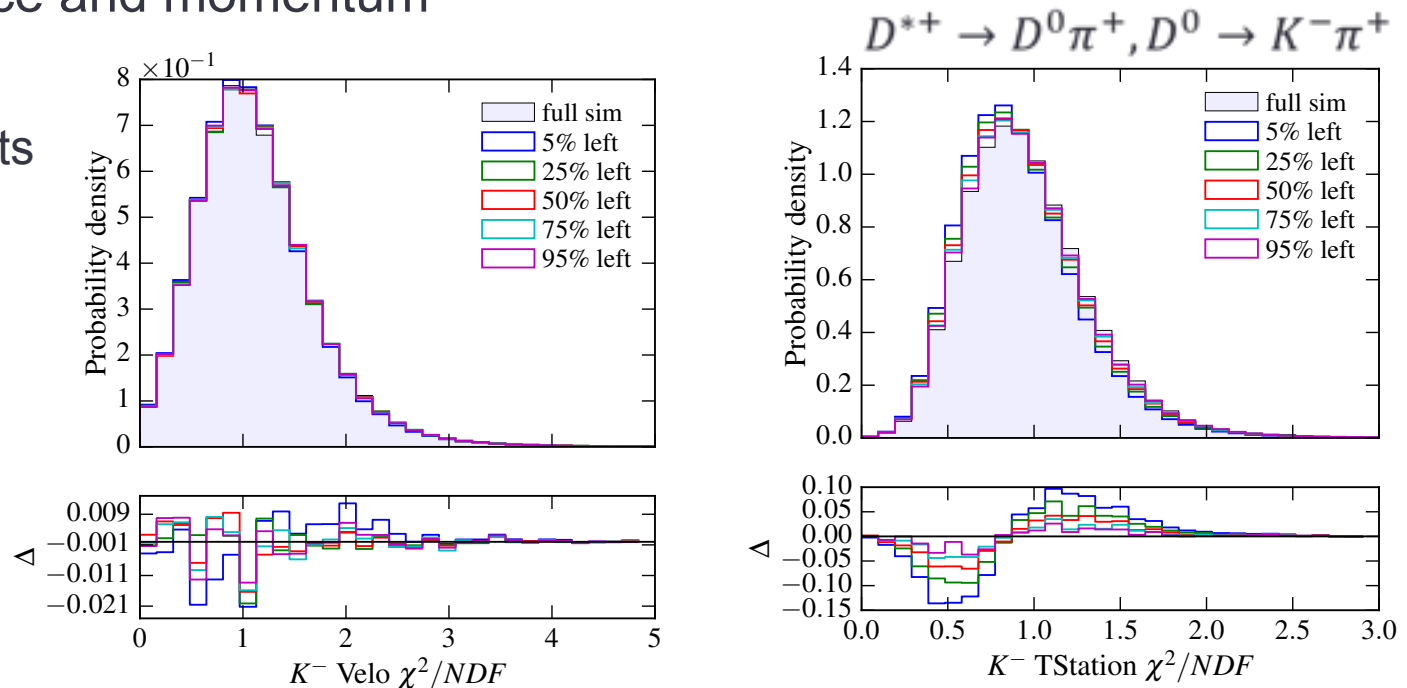 ce and momentum
ts
D*+ → D⁰π⁺, D⁰ → K⁻π⁺
×10⁻¹
8
7
6
5
4
3
2
1
0
Probability density
full sim
5% left
25% left
50% left
75% left
95% left
0.009
−0.001
−0.011
−0.021
Δ
0 1 2 3 4 5
K⁻ Velo χ²/NDF
1.4
1.2
1.0
0.8
0.6
0.4
0.2
0.0
Probability density
full sim
5% left
25% left
50% left
75% left
95% left
0.10
0.05
0.00
−0.05
−0.10
−0.15
Δ
0.0 0.5 1.0 1.5 2.0 2.5 3.0
K⁻ TStation χ²/NDF